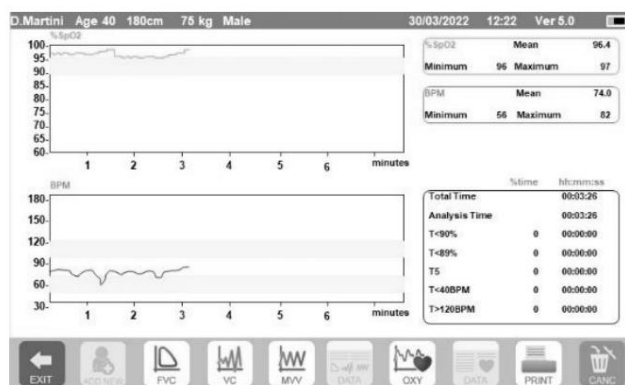 D.Martini Age 40 180cm 75 kg Male 30/03/2022 12:22 Ver 5.0
%SpO2
100
95
90
85
80
75
70
65
60
1 2 3 4 5 6 minutes
%SpO2 Mean 96.4
Minimum 96 Maximum 97
BPM Mean 74.0
Minimum 56 Maximum 82
BPM
180
150
120
90
60
30
1 2 3 4 5 6 minutes
%time hh:mm:ss
Total Time 00:03:26
Analysis Time 00:03:26
T<90% 0 00:00:00
T<89% 0 00:00:00
T5 0 00:00:00
T<40BPM 0 00:00:00
T>120BPM 0 00:00:00
EXIT ADD NEW FVC VC MVV DATA OXY DATA PRINT CANC